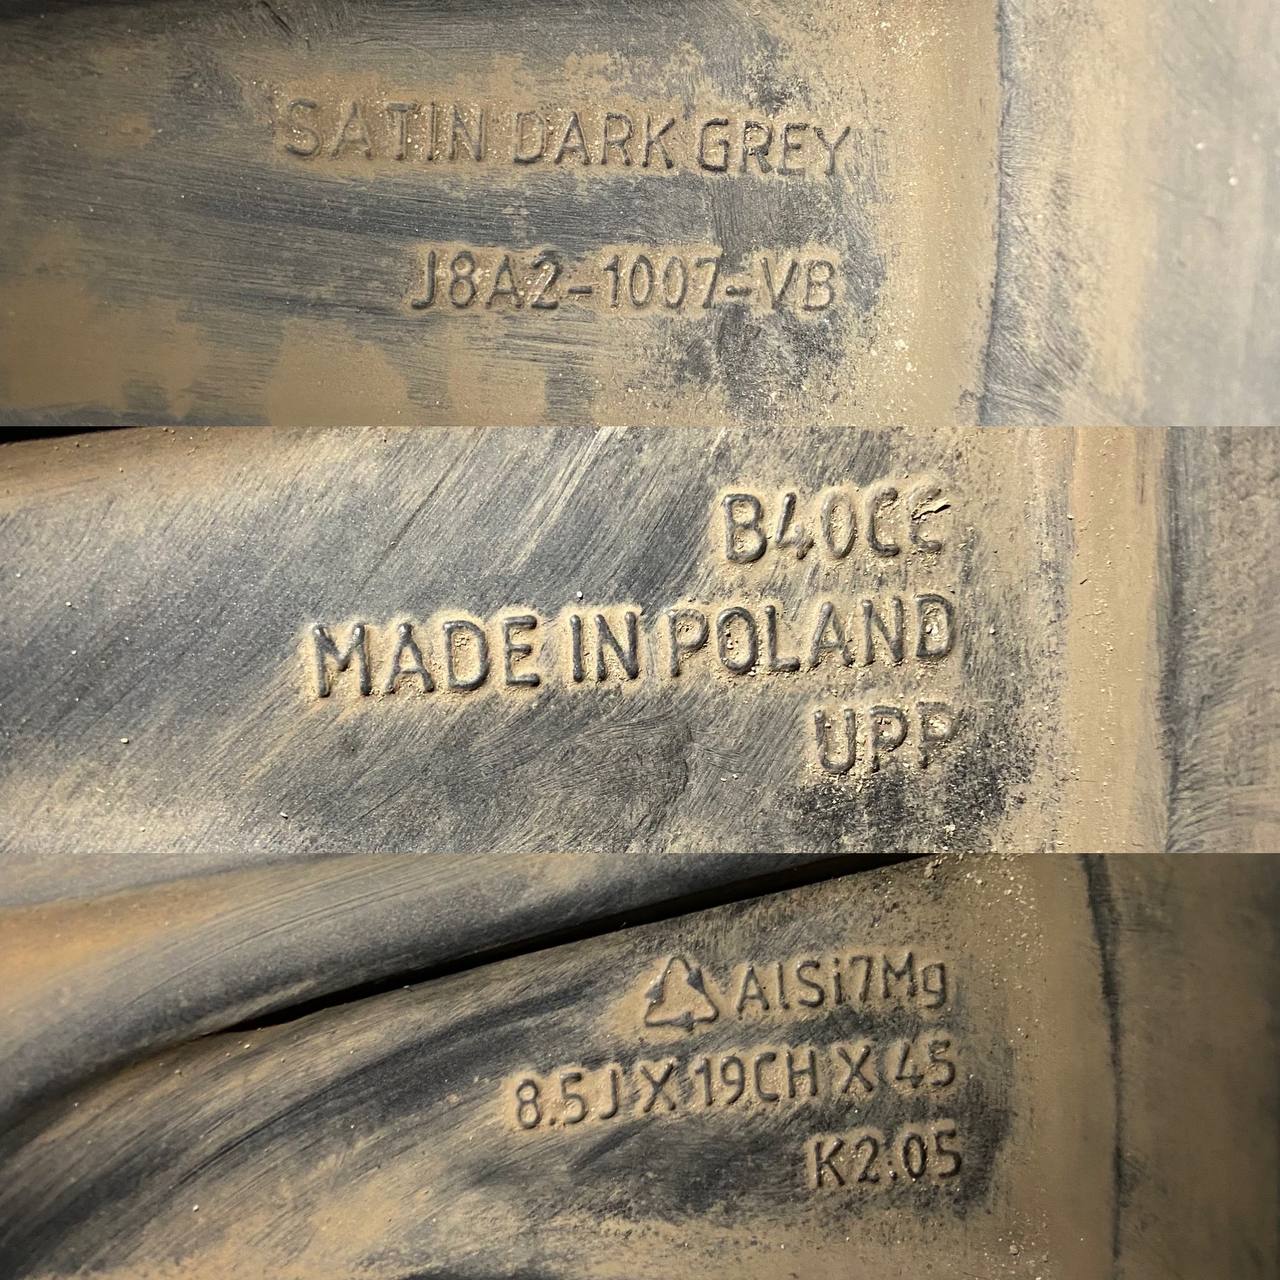 SATIN DARK GREY
J8A2-1007-VB
B40CC
MADE IN POLAND
UPP
AlSi7Mg
8.5J X 19CH X 45
K2.05